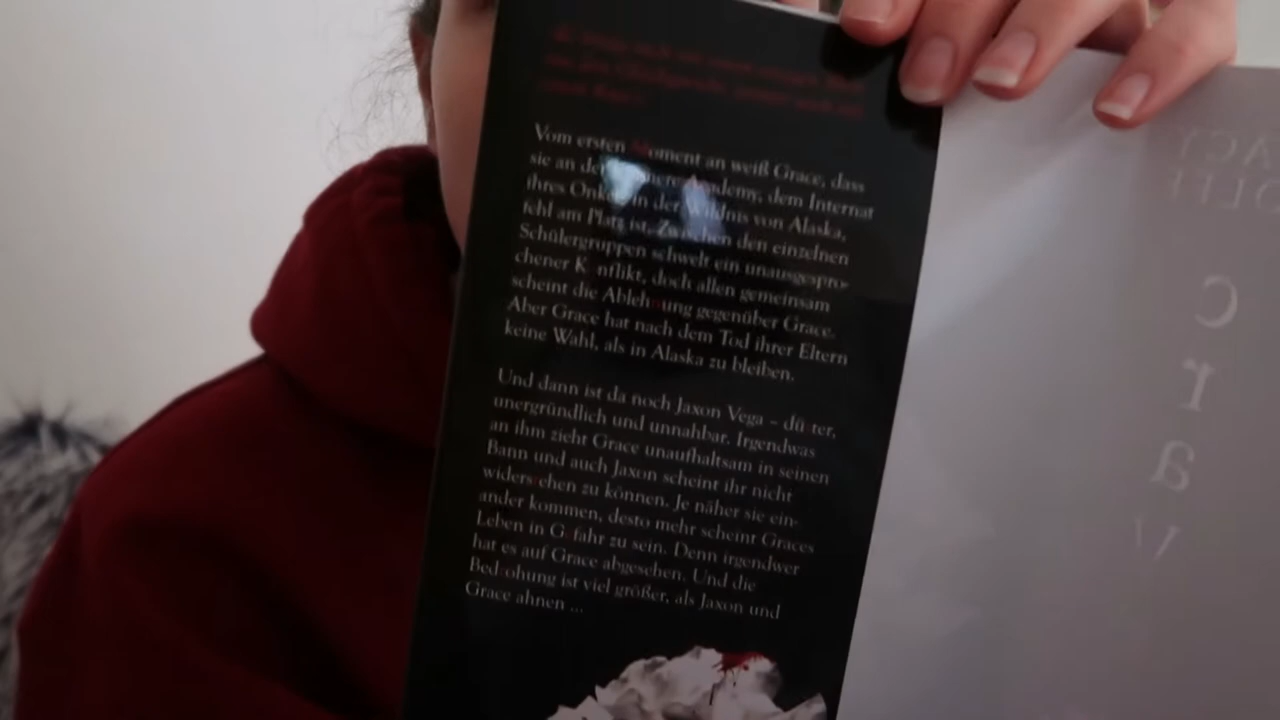 Vom ersten Moment an weiß Grace, dass
sie an der Academy, dem Internat
ihres Onkels in der Wildnis von Alaska,
fehl am Platz ist. Zwischen den einzelnen
Schülergruppen schwelt ein unausgespro-
chener Konflikt, doch allen gemeinsam
scheint die Ablehnung gegenüber Grace.
Aber Grace hat nach dem Tod ihrer Eltern
keine Wahl, als in Alaska zu bleiben.
Und dann ist da noch Jaxon Vega – düster,
unergründlich und unnahbar. Irgendwas
an ihm zieht Grace unaufhaltsam in seinen
Bann und auch Jaxon scheint ihr nicht
widerstehen zu können. Je näher sie ein-
ander kommen, desto mehr scheint Graces
Leben in Gefahr zu sein. Denn irgendwer
hat es auf Grace abgesehen. Und die
Bedrohung ist viel größer, als Jaxon und
Grace ahnen ...
C
r
a
v